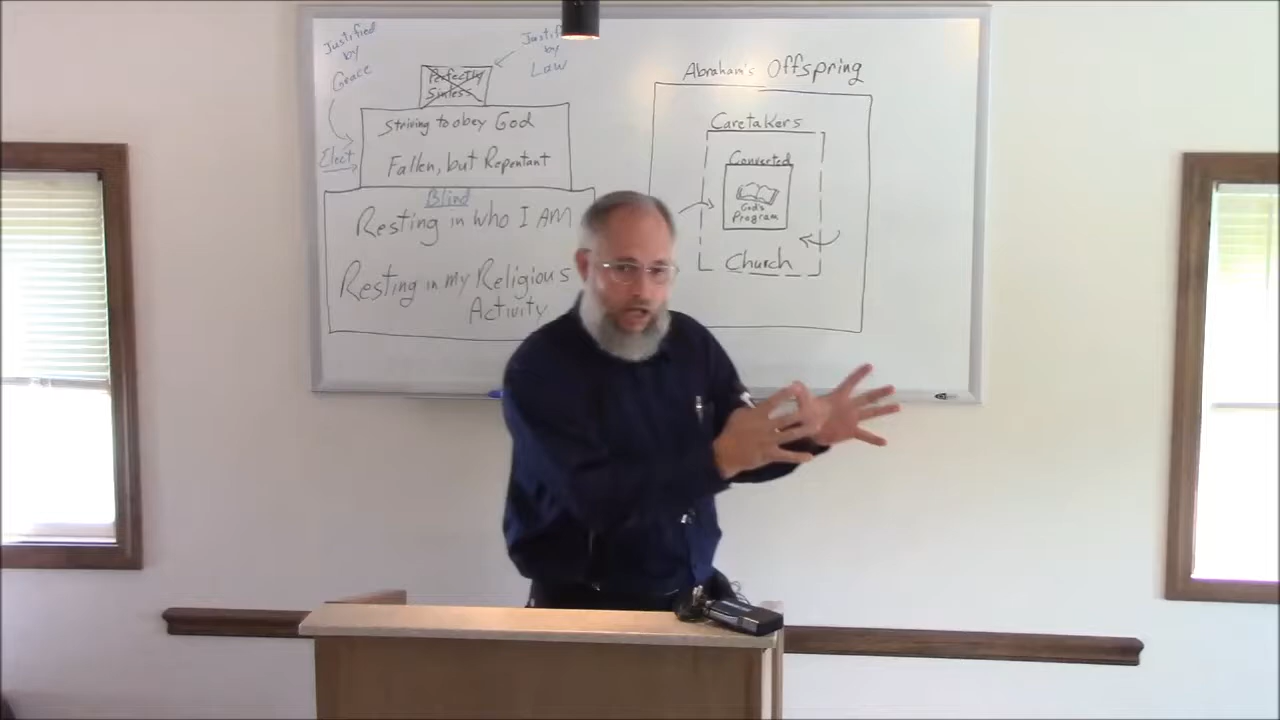 Justified
by
Grace
Justif
by
Law
Perfectly
Sinless
Striving to obey God
Elect
Fallen, but Repentant
Blind
Resting in who I AM
Resting in my Religious
Activity
Abraham's Offspring
Caretakers
Converted
God's
Program
Church